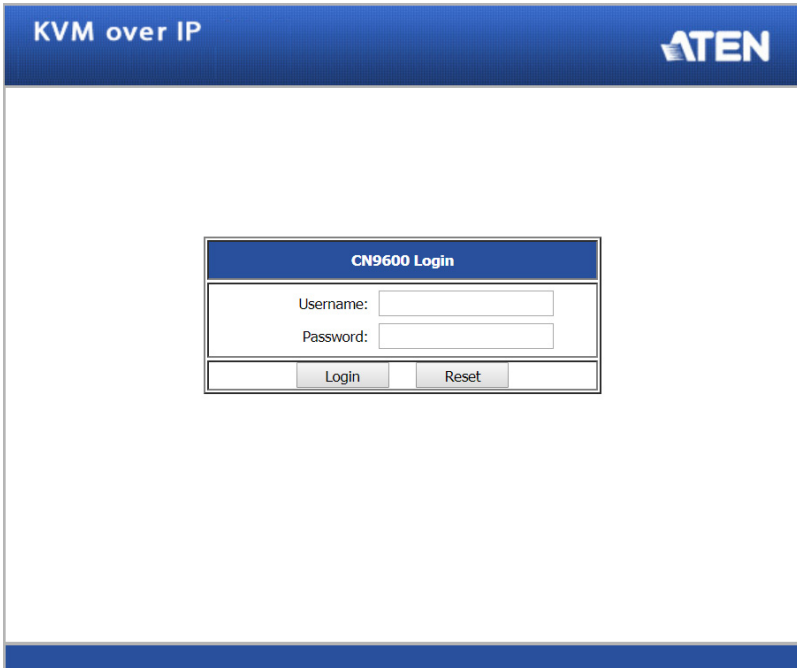 KVM over IP
ATEN
CN9600 Login
Username:
Password:
Login Reset